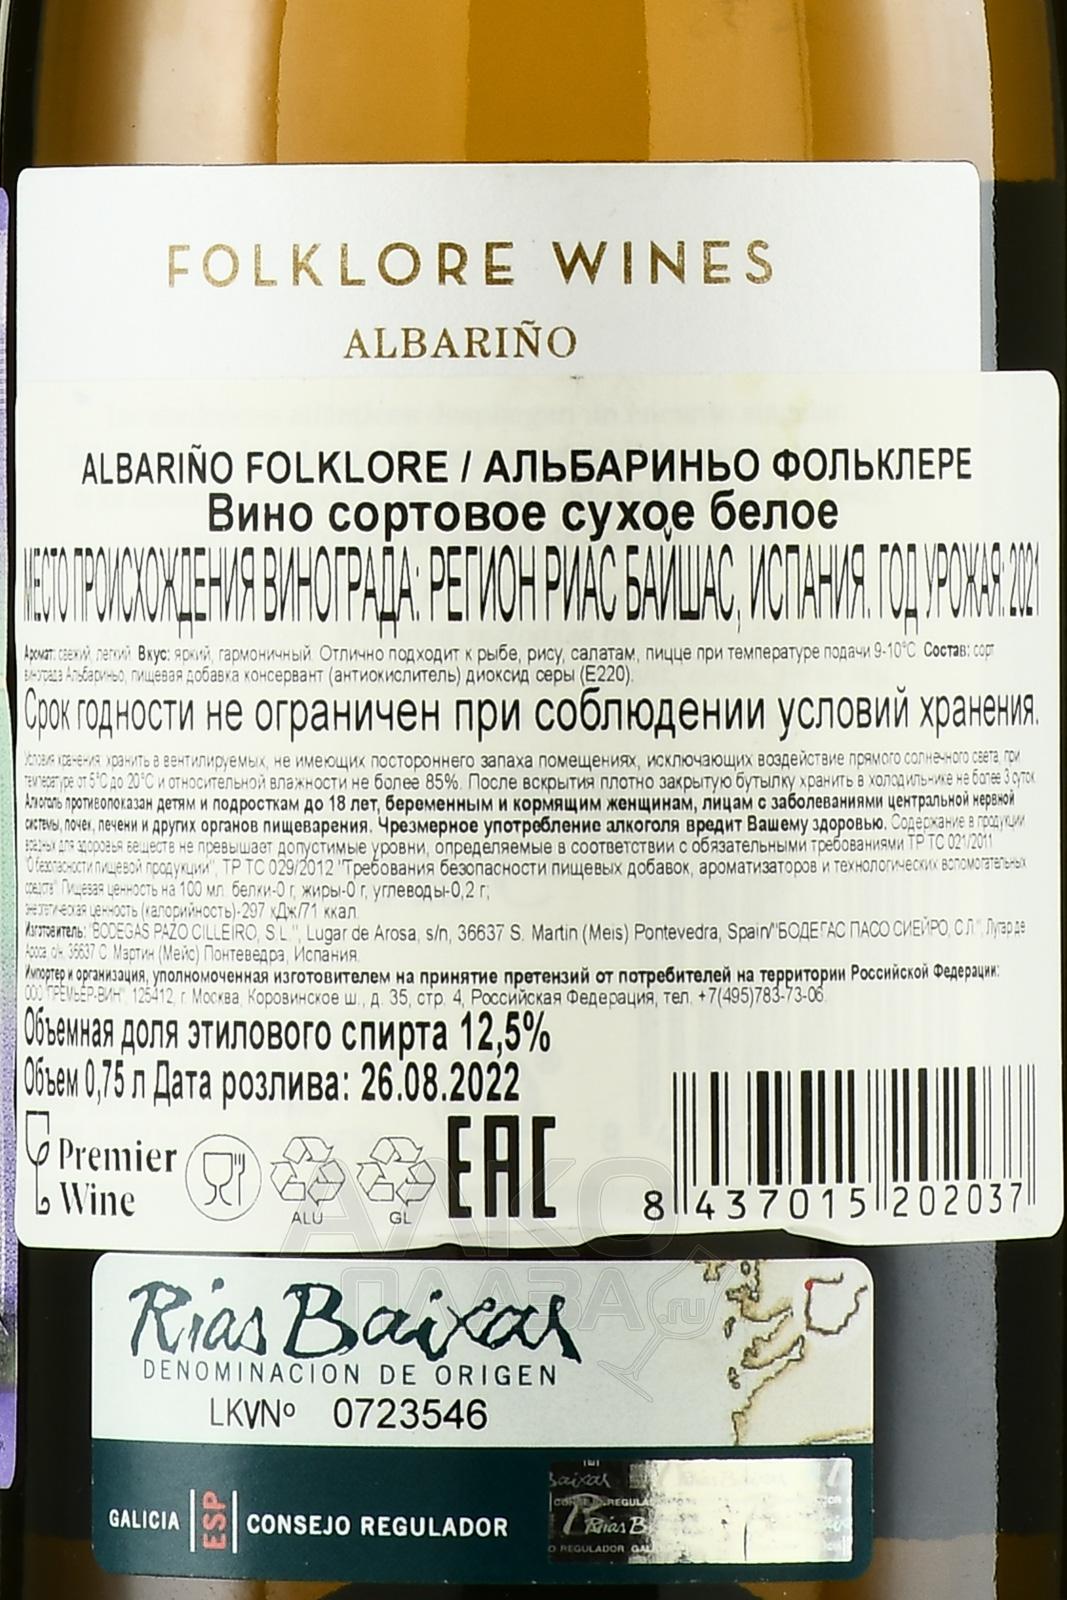 FOLKLORE WINES
ALBARIÑO
ALBARIÑO FOLKLORE / АЛЬБАРИНЬО ФОЛЬКЛЕРЕ
Вино сортовое сухое белое
МЕСТО ПРОИСХОЖДЕНИЯ ВИНОГРАДА: РЕГИОН РИАС БАЙШАС, ИСПАНИЯ. ГОД УРОЖАЯ: 2021
Аромат: свежий, легкий. Вкус: яркий, гармоничный. Отлично подходит к рыбе, рису, салатам, пицце при температуре подачи 9-10°С. Состав: сорт
винограда Альбариньо, пищевая добавка консервант (антиокислитель) диоксид серы (Е220).
Срок годности не ограничен при соблюдении условий хранения.
Условия хранения: хранить в вентилируемых, не имеющих постороннего запаха помещениях, исключающих воздействие прямого солнечного света, при
температуре от 5°С до 20°С и относительной влажности не более 85%. После вскрытия плотно закрытую бутылку хранить в холодильнике не более 3 суток
Алкоголь противопоказан детям и подросткам до 18 лет, беременным и кормящим женщинам, лицам с заболеваниями центральной нервной
системы, почек, печени и других органов пищеварения. Чрезмерное употребление алкоголя вредит Вашему здоровью. Содержание в продукции
вредных для здоровья веществ не превышает допустимые уровни, определяемые в соответствии с обязательными требованиями ТР ТС 021/2011
"О безопасности пищевой продукции", ТР ТС 029/2012 "Требования безопасности пищевых добавок, ароматизаторов и технологических вспомогательных
средств" Пищевая ценность на 100 мл: белки-0 г, жиры-0 г, углеводы-0,2 г;
энергетическая ценность (калорийность)-297 кДж/71 ккал.
Изготовитель: "BODEGAS PAZO CILLEIRO, S.L.", Lugar de Arosa, s/n, 36637 S. Martin (Meis) Pontevedra, Spain/"БОДЕГАС ПАСО СИЕЙРО, С.Л.", Лугар де
Ароса, с/н, 36637 С. Мартин (Мейс) Понтеведра, Испания.
Импортер и организация, уполномоченная изготовителем на принятие претензий от потребителей на территории Российской Федерации:
ООО "ПРЕМЬЕР-ВИН", 125412, г. Москва, Коровинское ш., д. 35, стр. 4, Российская Федерация, тел. +7(495)783-73-06.
Объемная доля этилового спирта 12,5%
Объем 0,75 л Дата розлива: 26.08.2022
Premier
Wine
ALU
GL
EAC
8 437015 202037
АЛКО
ПЛАЗА.ru
Rías Baixas
DENOMINACION DE ORIGEN
LKVNº 0723546
GALICIA
ESP
CONSEJO REGULADOR